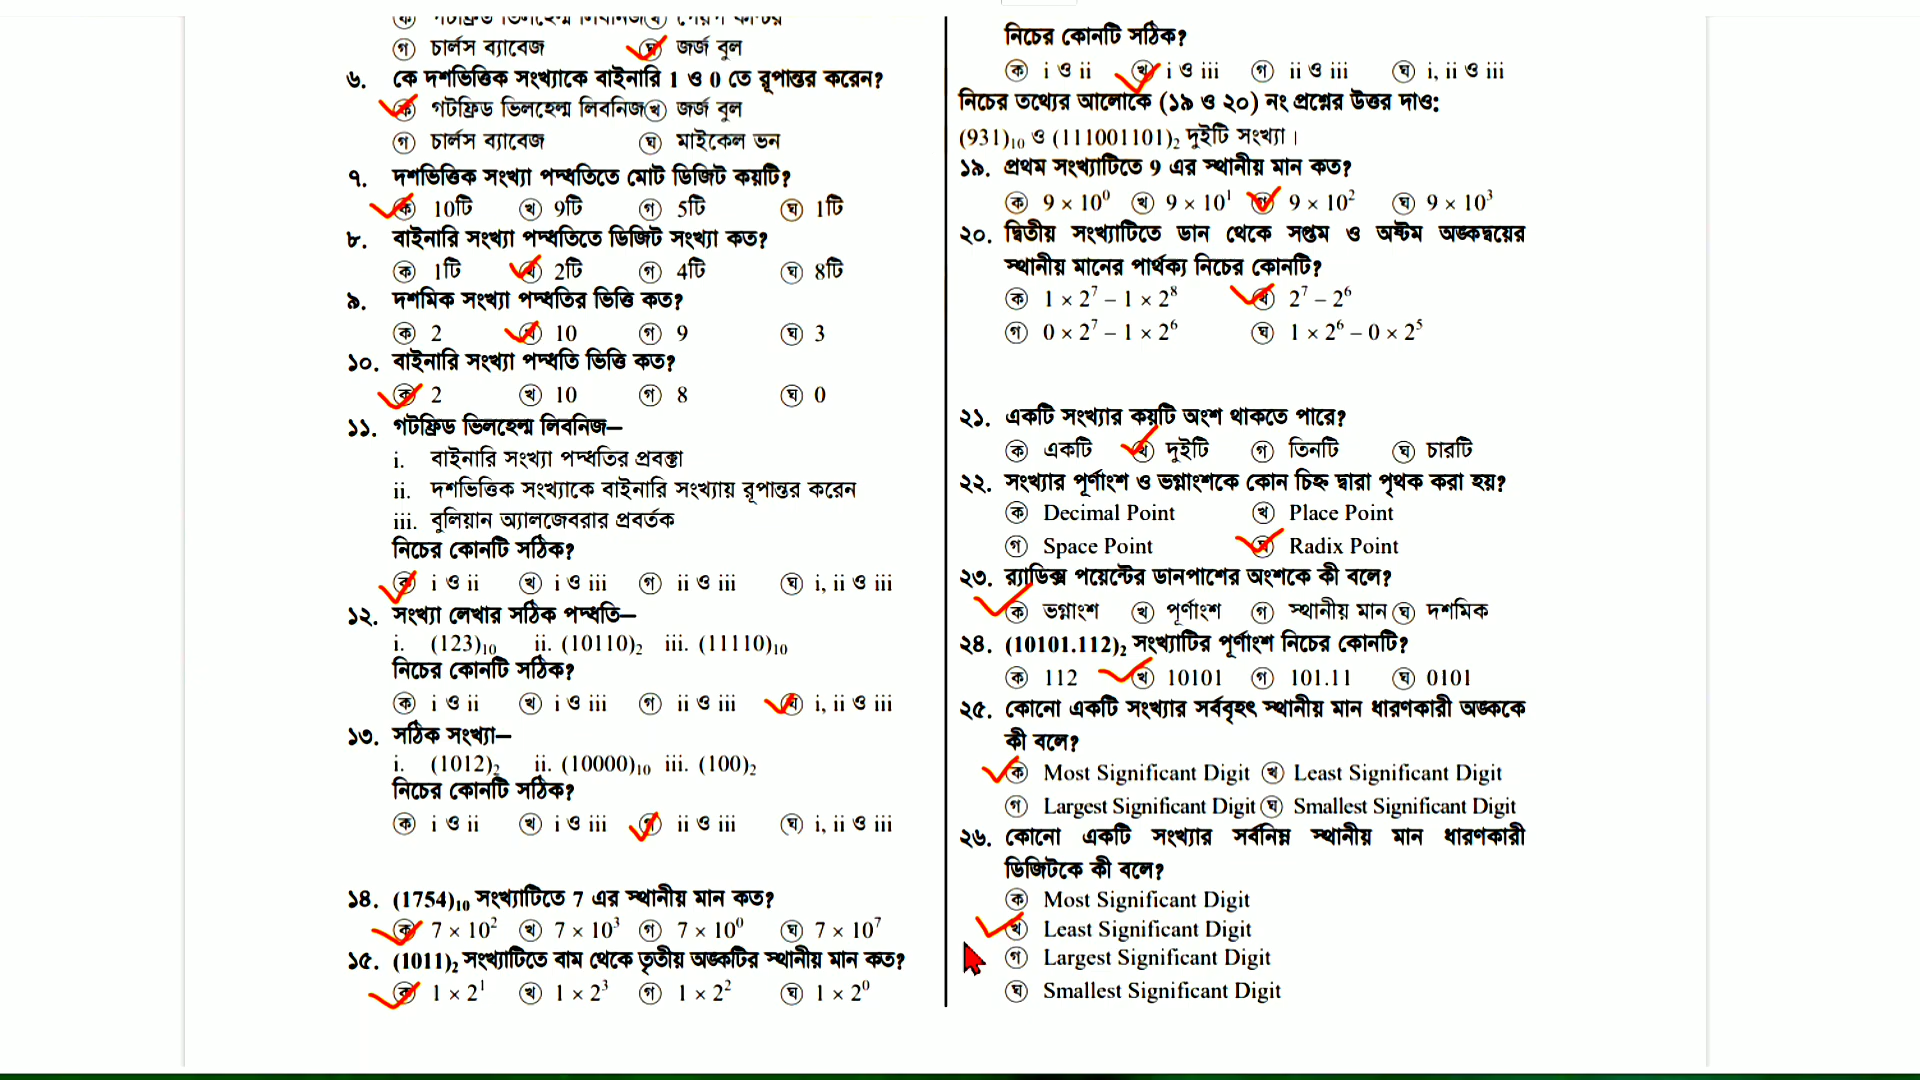 ক গটফ্রিড ভিলহেল্ম লিবনিজ খ
গ চার্লস ব্যাবেজ ঘ জর্জ বুল
৬. কে দশভিত্তিক সংখ্যাকে বাইনারি 1 ও 0 তে রূপান্তর করেন?
ক গটফ্রিড ভিলহেল্ম লিবনিজ খ জর্জ বুল
গ চার্লস ব্যাবেজ ঘ মাইকেল ভন
৭. দশভিত্তিক সংখ্যা পদ্ধতিতে মোট ডিজিট কয়টি?
ক 10টি খ 9টি গ 5টি ঘ 1টি
৮. বাইনারি সংখ্যা পদ্ধতিতে ডিজিট সংখ্যা কত?
ক 1টি খ 2টি গ 4টি ঘ 8টি
৯. দশমিক সংখ্যা পদ্ধতির ভিত্তি কত?
ক 2 খ 10 গ 9 ঘ 3
১০. বাইনারি সংখ্যা পদ্ধতি ভিত্তি কত?
ক 2 খ 10 গ 8 ঘ 0
১১. গটফ্রিড ভিলহেল্ম লিবনিজ—
i. বাইনারি সংখ্যা পদ্ধতির প্রবক্তা
ii. দশভিত্তিক সংখ্যাকে বাইনারি সংখ্যায় রূপান্তর করেন
iii. বুলিয়ান অ্যালজেবরার প্রবর্তক
নিচের কোনটি সঠিক?
ক i ও ii খ i ও iii গ ii ও iii ঘ i, ii ও iii
১২. সংখ্যা লেখার সঠিক পদ্ধতি—
i. (123)₁₀ ii. (10110)₂ iii. (11110)₁₀
নিচের কোনটি সঠিক?
ক i ও ii খ i ও iii গ ii ও iii ঘ i, ii ও iii
১৩. সঠিক সংখ্যা—
i. (1012)₂ ii. (10000)₁₀ iii. (100)₂
নিচের কোনটি সঠিক?
ক i ও ii খ i ও iii গ ii ও iii ঘ i, ii ও iii
১৪. (1754)₁₀ সংখ্যাটিতে 7 এর স্থানীয় মান কত?
ক 7 × 10² খ 7 × 10³ গ 7 × 10⁰ ঘ 7 × 10⁷
১৫. (1011)₂ সংখ্যাটিতে বাম থেকে তৃতীয় অঙ্কটির স্থানীয় মান কত?
ক 1 × 2¹ খ 1 × 2³ গ 1 × 2² ঘ 1 × 2⁰
নিচের কোনটি সঠিক?
ক i ও ii খ i ও iii গ ii ও iii ঘ i, ii ও iii
নিচের তথ্যের আলোকে (১৯ ও ২০) নং প্রশ্নের উত্তর দাও:
(931)₁₀ ও (111001101)₂ দুইটি সংখ্যা।
১৯. প্রথম সংখ্যাটিতে 9 এর স্থানীয় মান কত?
ক 9 × 10⁰ খ 9 × 10¹ গ 9 × 10² ঘ 9 × 10³
২০. দ্বিতীয় সংখ্যাটিতে ডান থেকে সপ্তম ও অষ্টম অঙ্কদ্বয়ের
স্থানীয় মানের পার্থক্য নিচের কোনটি?
ক 1 × 2⁷ – 1 × 2⁸ খ 2⁷ – 2⁶
গ 0 × 2⁷ – 1 × 2⁶ ঘ 1 × 2⁶ – 0 × 2⁵
২১. একটি সংখ্যার কয়টি অংশ থাকতে পারে?
ক একটি খ দুইটি গ তিনটি ঘ চারটি
২২. সংখ্যার পূর্ণাংশ ও ভগ্নাংশকে কোন চিহ্ন দ্বারা পৃথক করা হয়?
ক Decimal Point খ Place Point
গ Space Point ঘ Radix Point
২৩. র‍্যাডিক্স পয়েন্টের ডানপাশের অংশকে কী বলে?
ক ভগ্নাংশ খ পূর্ণাংশ গ স্থানীয় মান ঘ দশমিক
২৪. (10101.112)₂ সংখ্যাটির পূর্ণাংশ নিচের কোনটি?
ক 112 খ 10101 গ 101.11 ঘ 0101
২৫. কোনো একটি সংখ্যার সর্ববৃহৎ স্থানীয় মান ধারণকারী অঙ্ককে
কী বলে?
ক Most Significant Digit খ Least Significant Digit
গ Largest Significant Digit ঘ Smallest Significant Digit
২৬. কোনো একটি সংখ্যার সর্বনিম্ন স্থানীয় মান ধারণকারী
ডিজিটকে কী বলে?
ক Most Significant Digit
খ Least Significant Digit
গ Largest Significant Digit
ঘ Smallest Significant Digit